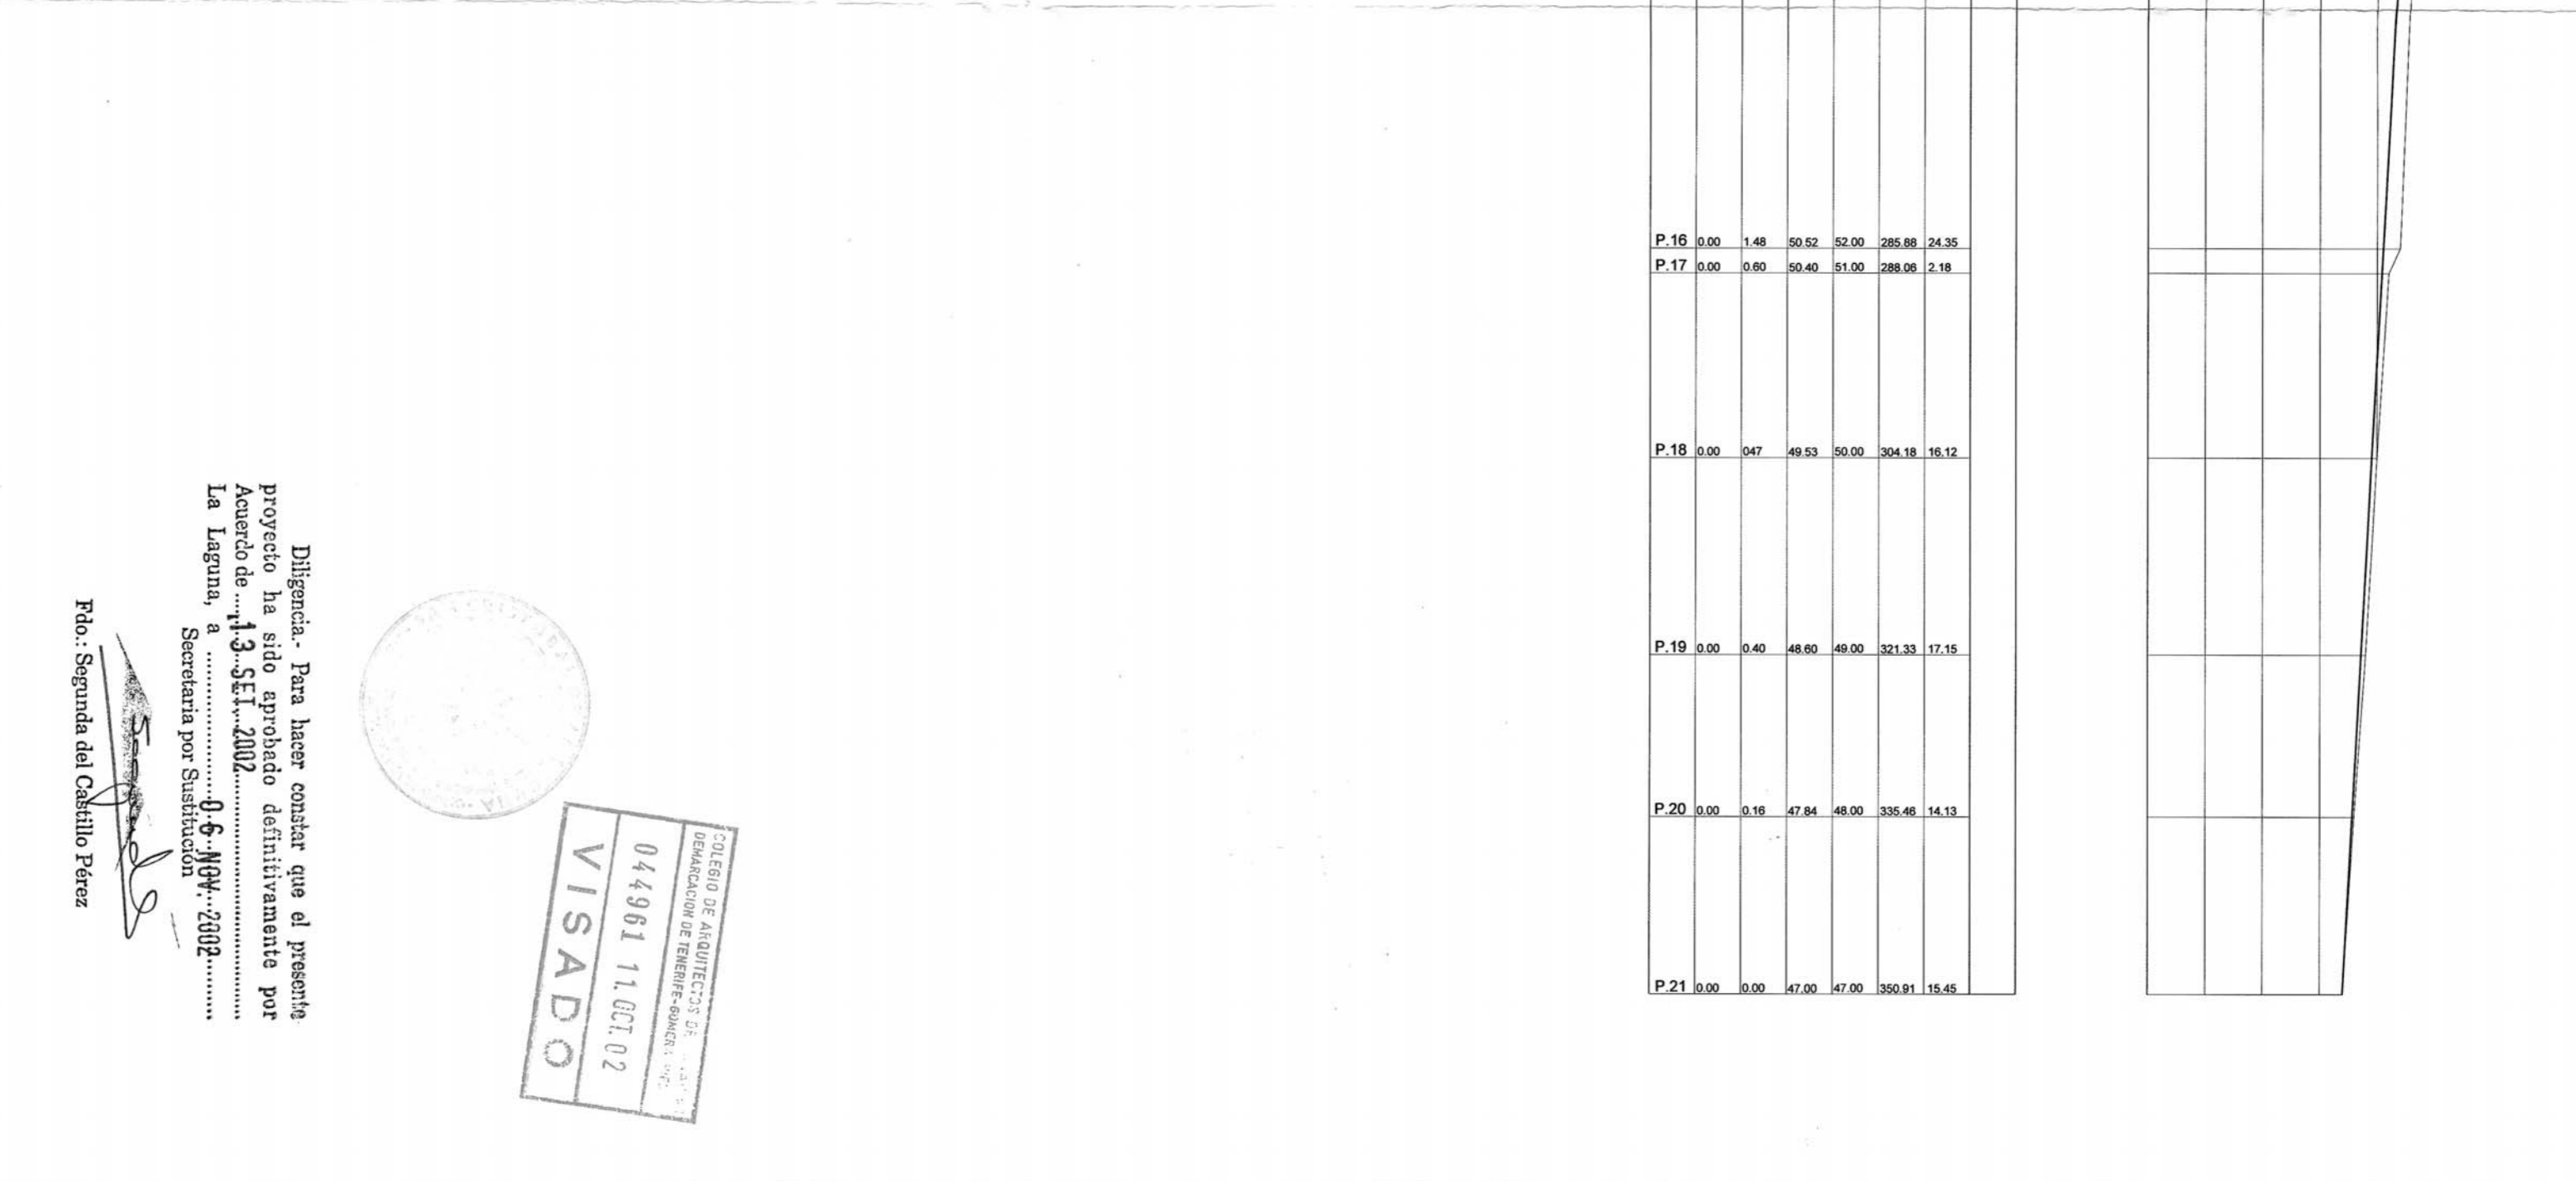 P.16 0.00 1.48 50.52 52.00 285.88 24.35
P.17 0.00 0.60 50.40 51.00 288.06 2.18
P.18 0.00 047 49.53 50.00 304.18 16.12
P.19 0.00 0.40 48.60 49.00 321.33 17.15
P.20 0.00 0.16 47.84 48.00 335.46 14.13
P.21 0.00 0.00 47.00 47.00 350.91 15.45
Diligencia.- Para hacer constar que el presente
proyecto ha sido aprobado definitivamente por
Acuerdo de 13 SET. 2002
La Laguna, a 06 NOV. 2002
Secretaria por Sustitución
Fdo.: Segunda del Castillo Pérez
COLEGIO DE ARQUITECTOS DE
DEMARCACION DE TENERIFE-GOMERA
044961 11.OCT.02
VISADO